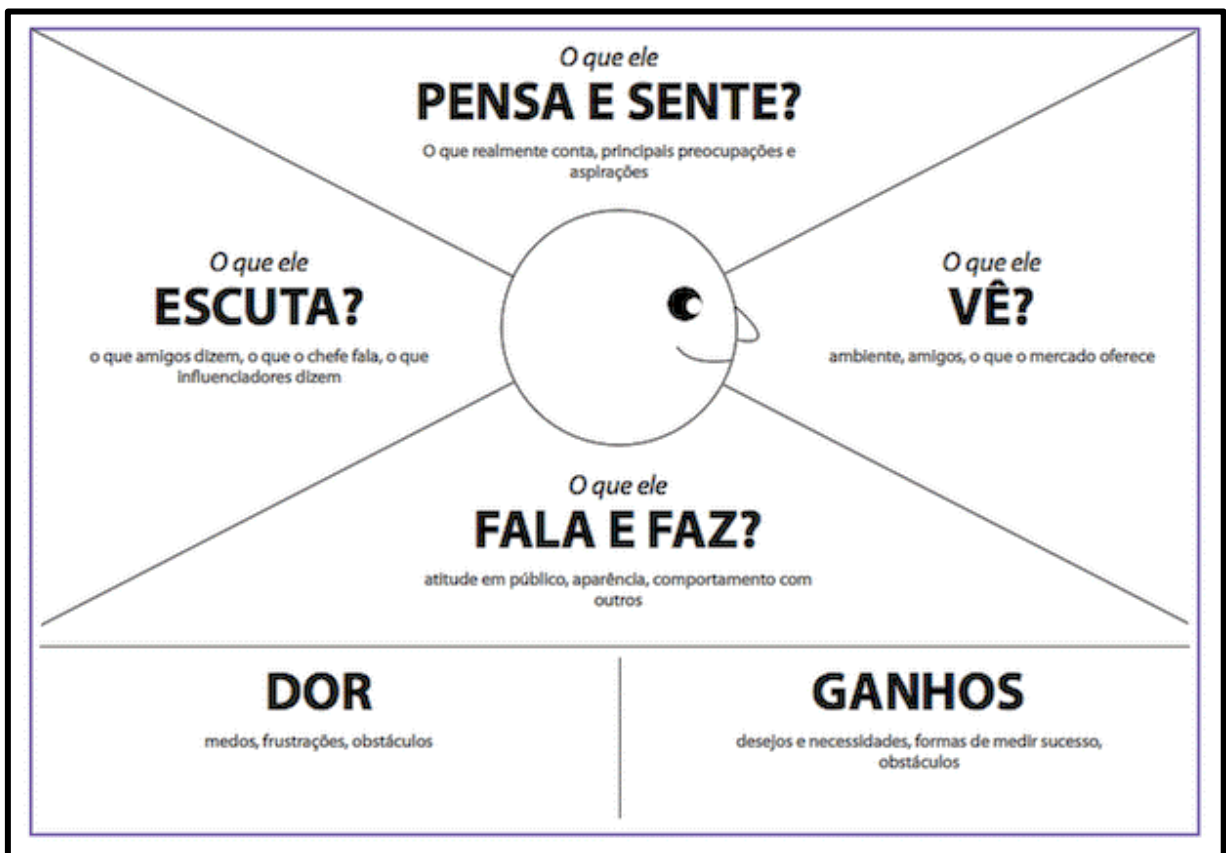 O que ele
PENSA E SENTE?
O que realmente conta, principais preocupações e
aspirações
O que ele
ESCUTA?
o que amigos dizem, o que o chefe fala, o que
influenciadores dizem
O que ele
VÊ?
ambiente, amigos, o que o mercado oferece
O que ele
FALA E FAZ?
atitude em público, aparência, comportamento com
outros
DOR
medos, frustrações, obstáculos
GANHOS
desejos e necessidades, formas de medir sucesso,
obstáculos